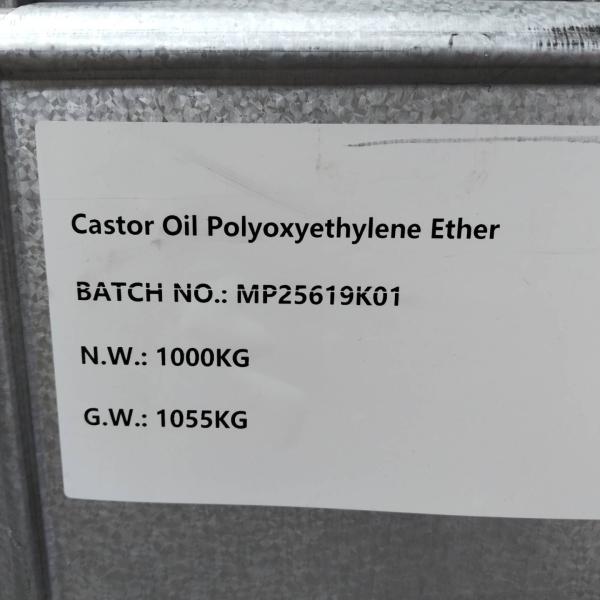 Castor Oil Polyoxyethylene Ether
BATCH NO.: MP25619K01
N.W.: 1000KG
G.W.: 1055KG